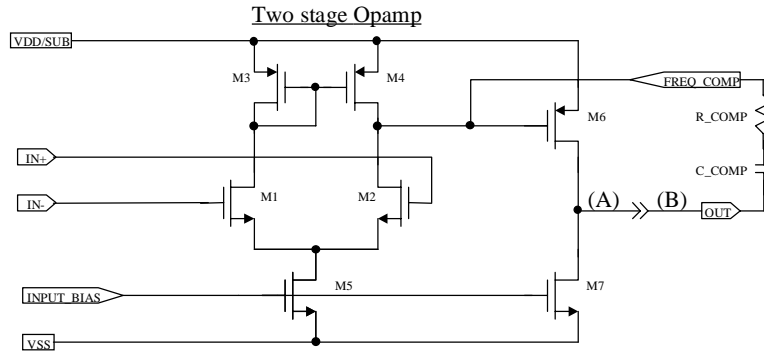 Two stage Opamp
VDD/SUB
M3
M4
FREQ_COMP
M6
R_COMP
IN+
C_COMP
IN-
M1
M2
(A)
(B)
OUT
INPUT_BIAS
M5
M7
VSS